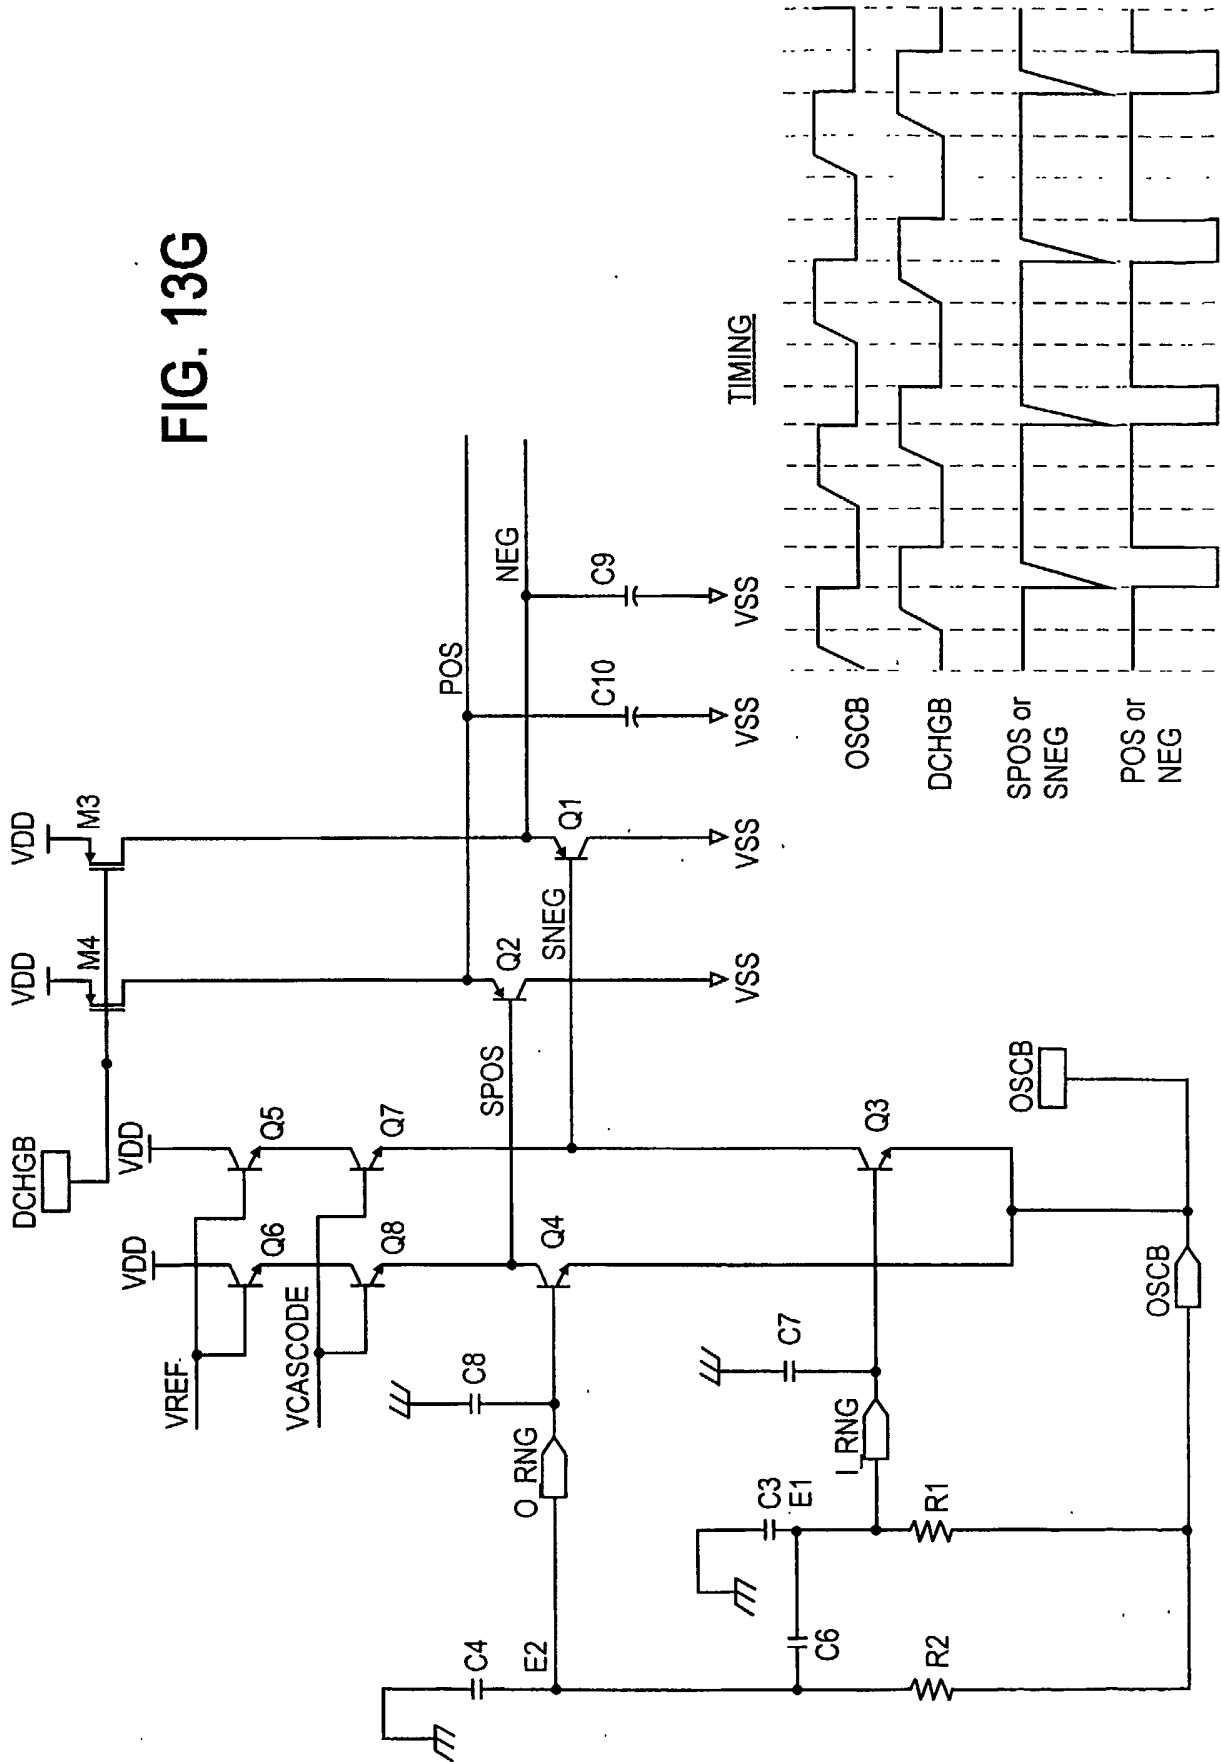 FIG. 13G
DCHGB
VDD
VDD
VDD
VDD
M4
M3
VREF
Q6
Q5
VCASCODE
Q8
Q7
POS
NEG
SPOS
Q2
SNEG
Q1
C10
C9
VSS
VSS
VSS
VSS
C8
O_RNG
Q4
C4
E2
C7
I_RNG
Q3
C3
E1
C6
R2
R1
OSCB
OSCB
TIMING
OSCB
DCHGB
SPOS or
SNEG
POS or
NEG